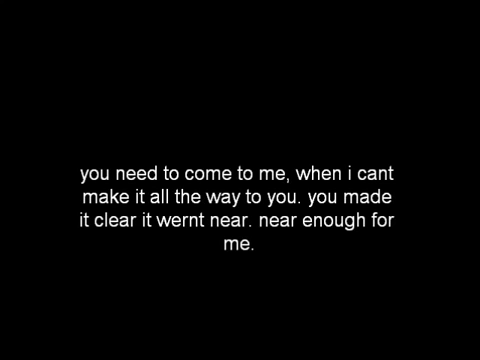 you need to come to me, when i cant
make it all the way to you. you made
it clear it wernt near. near enough for
me.